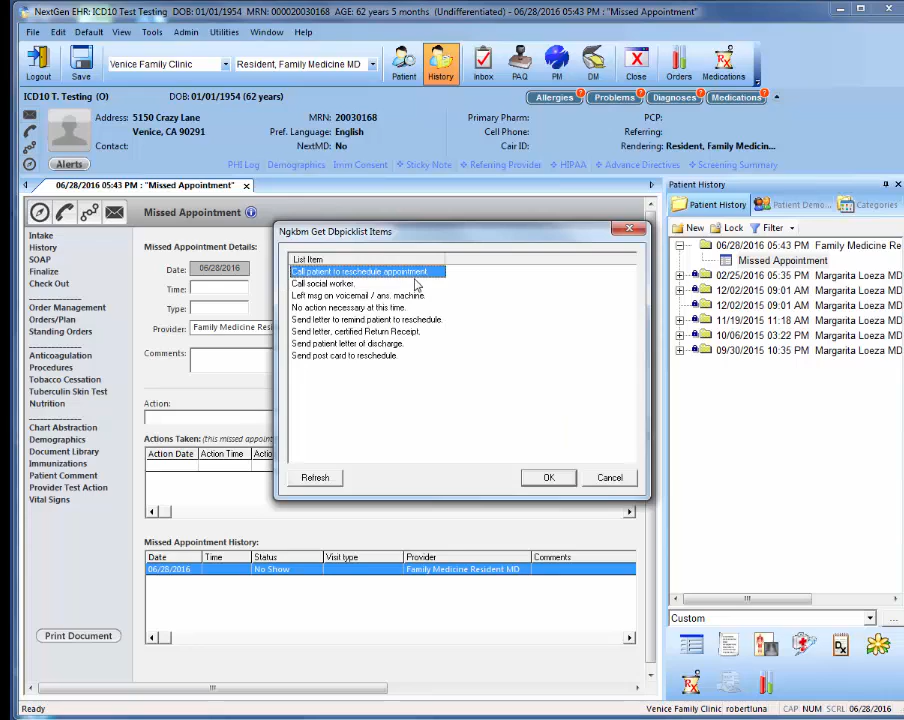 NextGen EHR: ICD10 Test Testing DOB: 01/01/1954 MRN: 000020030168 AGE: 62 years 5 months (Undifferentiated) - 06/28/2016 05:43 PM : "Missed Appointment"
File Edit Default View Tools Admin Utilities Window Help
Logout Save Venice Family Clinic Resident, Family Medicine MD Patient History Inbox PAQ PM DM Close Orders Medications
ICD10 T. Testing (O) DOB: 01/01/1954 (62 years) Allergies Problems Diagnoses Medications
Address: 5150 Crazy Lane MRN: 20030168 Primary Pharm: PCP:
Venice, CA 90291 Pref. Language: English Cell Phone: Referring:
Contact: NextMD: No Cair ID: Rendering: Resident, Family Medicin...
Alerts PHI Log Demographics Imm Consent Sticky Note Referring Provider HIPAA Advance Directives Screening Summary
06/28/2016 05:43 PM : "Missed Appointment"
Missed Appointment
Intake
History
SOAP
Finalize
Check Out
Order Management
Orders/Plan
Standing Orders
Anticoagulation
Procedures
Tobacco Cessation
Tuberculin Skin Test
Nutrition
Chart Abstraction
Demographics
Document Library
Immunizations
Patient Comment
Provider Test Action
Vital Signs
Print Document
Missed Appointment Details:
Date: 06/28/2016
Time:
Type:
Provider: Family Medicine Resi
Comments:
Action:
Actions Taken: (this missed appoin
Action Date Action Time Actio
Missed Appointment History:
Date Time Status Visit type Provider Comments
06/28/2016 No Show Family Medicine Resident MD
Ngkbm Get Dbpicklist Items
List Item
Call patient to reschedule appointment.
Call social worker.
Left msg on voicemail / ans. machine.
No action necessary at this time.
Send letter to remind patient to reschedule.
Send letter, certified Return Receipt.
Send patient letter of discharge.
Send post card to reschedule
Refresh OK Cancel
Patient History
Patient History Patient Demo... Categories
New Lock Filter
06/28/2016 05:43 PM Family Medicine Re
Missed Appointment
02/25/2016 05:35 PM Margarita Loeza MD
12/02/2016 09:01 AM Margarita Loeza MD
12/02/2016 09:01 AM Margarita Loeza MD
11/19/2015 11:18 AM Margarita Loeza MD
10/06/2015 03:22 PM Margarita Loeza MD
09/30/2015 10:35 PM Margarita Loeza MD
Custom
...
Ready Venice Family Clinic robertluna CAP NUM SCRL 06/28/2016